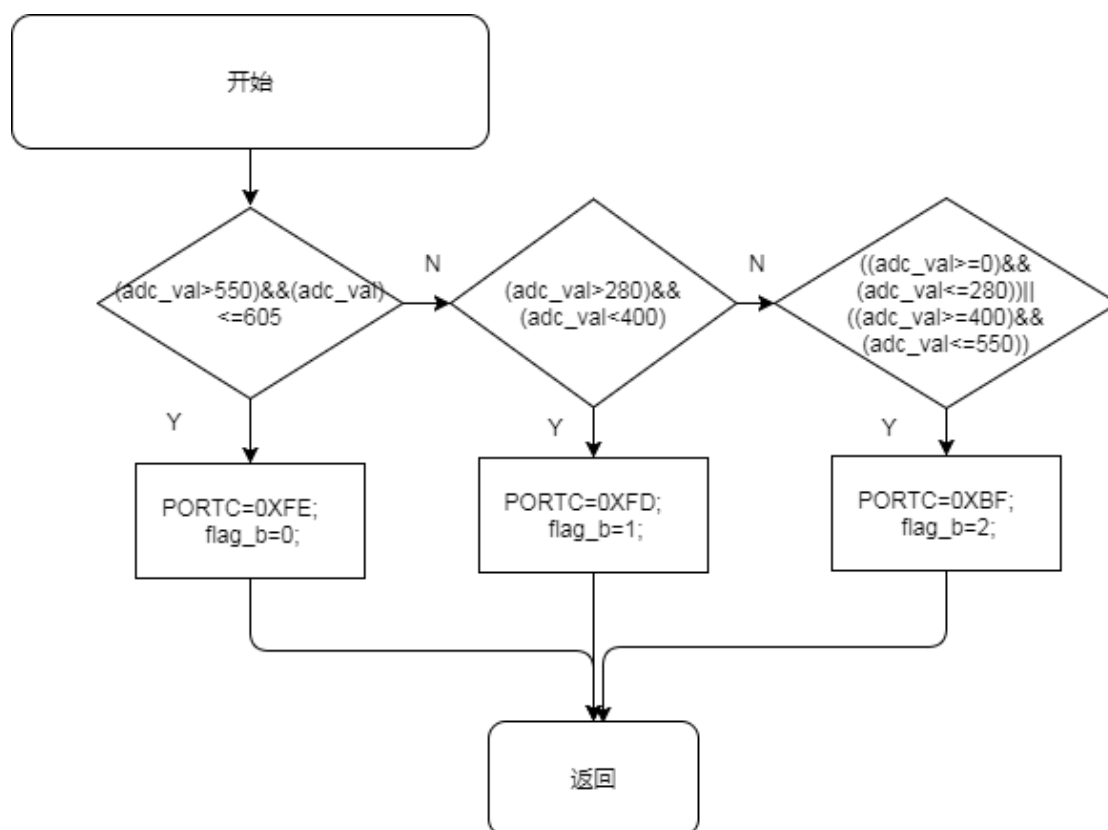 开始
(adc_val>550)&&(adc_val)
<=605
N
(adc_val>280)&&
(adc_val<400)
N
((adc_val>=0)&&
(adc_val<=280))||
((adc_val>=400)&&
(adc_val<=550))
Y
Y
Y
PORTC=0XFE;
flag_b=0;
PORTC=0XFD;
flag_b=1;
PORTC=0XBF;
flag_b=2;
返回